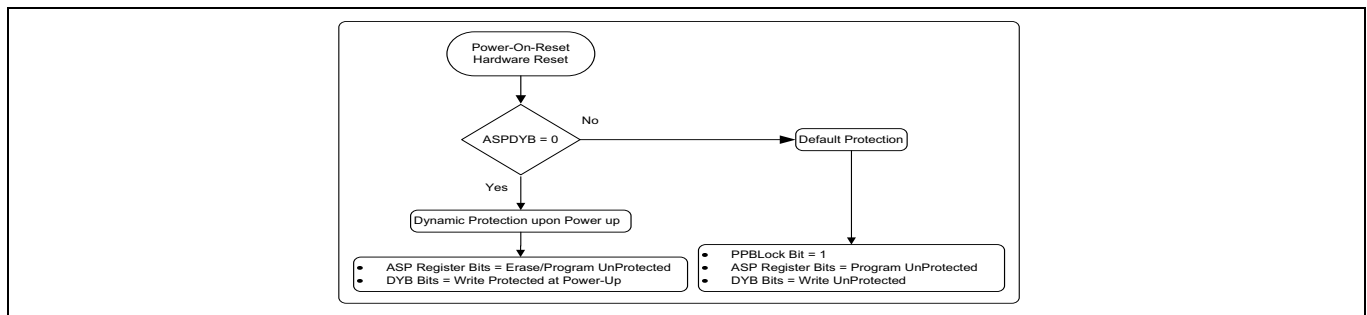 Power-On-Reset
Hardware Reset
ASPDYB = 0
No
Default Protection
Yes
Dynamic Protection upon Power up
• ASP Register Bits = Erase/Program UnProtected
• DYB Bits = Write Protected at Power-Up
• PPBLock Bit = 1
• ASP Register Bits = Program UnProtected
• DYB Bits = Write UnProtected